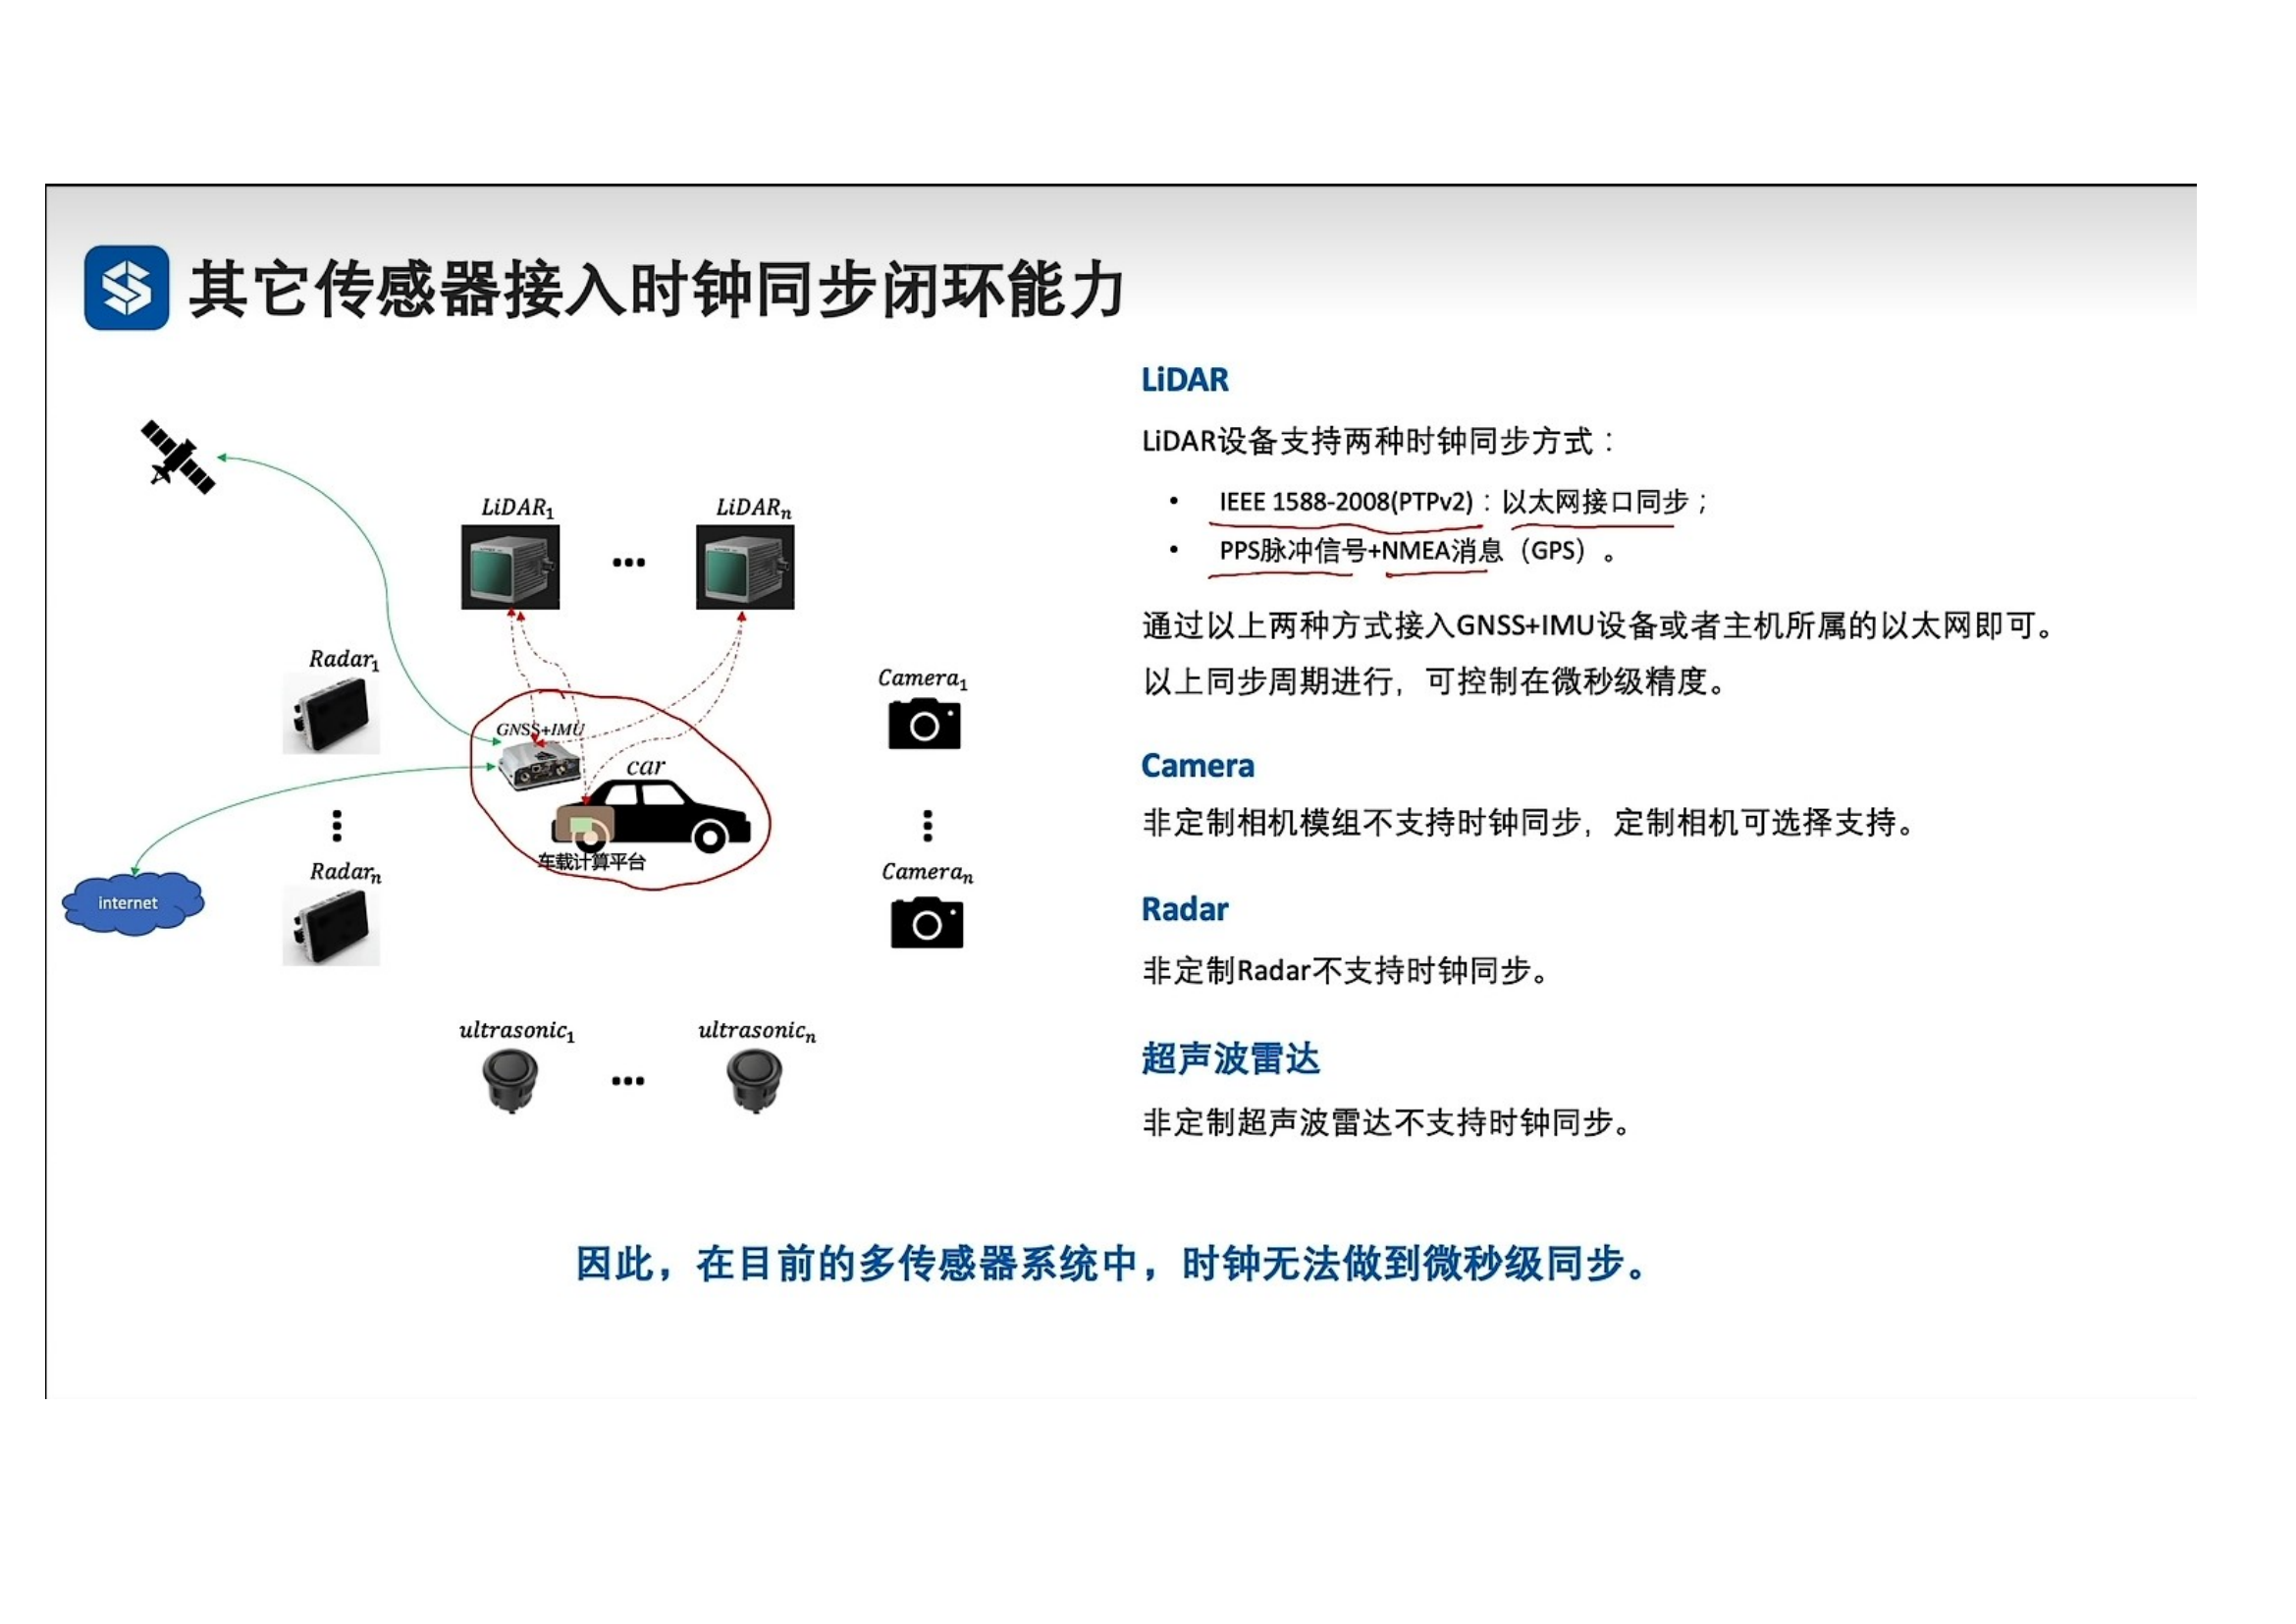 其它传感器接入时钟同步闭环能力
LiDAR₁
LiDARₙ
Radar₁
Camera₁
GNSS+IMU
car
车载计算平台
Radarₙ
Cameraₙ
internet
ultrasonic₁
ultrasonicₙ
LiDAR
LiDAR设备支持两种时钟同步方式：
• IEEE 1588-2008(PTPv2)：以太网接口同步；
• PPS脉冲信号+NMEA消息（GPS）。
通过以上两种方式接入GNSS+IMU设备或者主机所属的以太网即可。
以上同步周期进行，可控制在微秒级精度。
Camera
非定制相机模组不支持时钟同步，定制相机可选择支持。
Radar
非定制Radar不支持时钟同步。
超声波雷达
非定制超声波雷达不支持时钟同步。
因此，在目前的多传感器系统中，时钟无法做到微秒级同步。